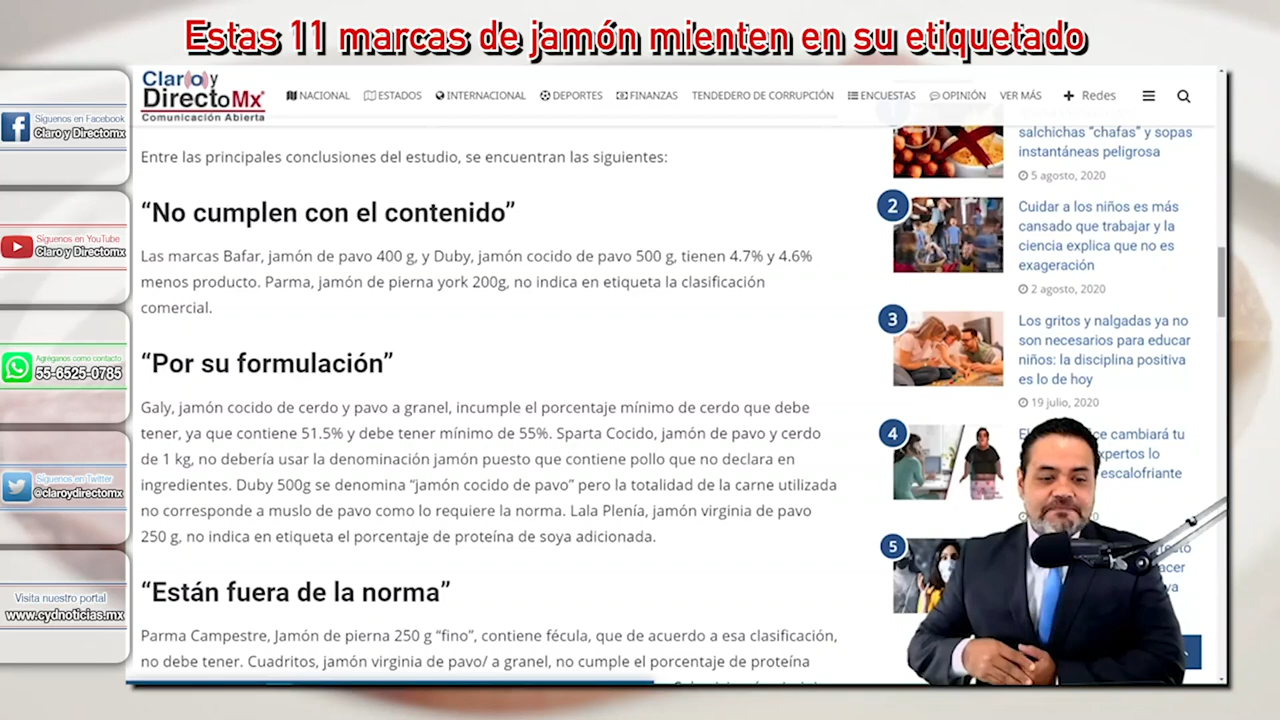 Estas 11 marcas de jamón mienten en su etiquetado
Síguenos en Facebook
Claro y Directomx
Síguenos en YouTube
Claro y Directomx
Agréganos como contacto
55-6525-0785
Síguenos en Twitter
@claroydirectomx
Visita nuestro portal
www.cydnoticias.mx
Claro y
DirectoMx
Comunicación Abierta
NACIONAL ESTADOS INTERNACIONAL DEPORTES FINANZAS TENDEDERO DE CORRUPCIÓN ENCUESTAS OPINIÓN VER MÁS + Redes
Entre las principales conclusiones del estudio, se encuentran las siguientes:
“No cumplen con el contenido”
Las marcas Bafar, jamón de pavo 400 g, y Duby, jamón cocido de pavo 500 g, tienen 4.7% y 4.6%
menos producto. Parma, jamón de pierna york 200g, no indica en etiqueta la clasificación
comercial.
“Por su formulación”
Galy, jamón cocido de cerdo y pavo a granel, incumple el porcentaje mínimo de cerdo que debe
tener, ya que contiene 51.5% y debe tener mínimo de 55%. Sparta Cocido, jamón de pavo y cerdo
de 1 kg, no debería usar la denominación jamón puesto que contiene pollo que no declara en
ingredientes. Duby 500g se denomina “jamón cocido de pavo” pero la totalidad de la carne utilizada
no corresponde a muslo de pavo como lo requiere la norma. Lala Plenía, jamón virginia de pavo
250 g, no indica en etiqueta el porcentaje de proteína de soya adicionada.
“Están fuera de la norma”
Parma Campestre, Jamón de pierna 250 g “fino”, contiene fécula, que de acuerdo a esa clasificación,
no debe tener. Cuadritos, jamón virginia de pavo/ a granel, no cumple el porcentaje de proteína
salchichas “chafas” y sopas
instantáneas peligrosa
5 agosto, 2020
2
Cuidar a los niños es más
cansado que trabajar y la
ciencia explica que no es
exageración
2 agosto, 2020
3
Los gritos y nalgadas ya no
son necesarios para educar
niños: la disciplina positiva
es lo de hoy
19 julio, 2020
4
cambiará tu
expertos lo
escalofriante
5